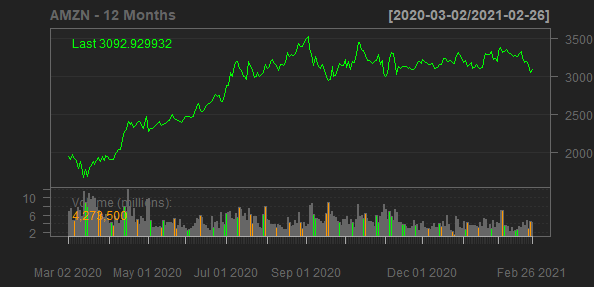 AMZN - 12 Months [2020-03-02/2021-02-26]
Last 3092.929932
3500
3000
2500
2000
Volume (millions):
4,273,500
10
6
2
Mar 02 2020 May 01 2020 Jul 01 2020 Sep 01 2020 Dec 01 2020 Feb 26 2021